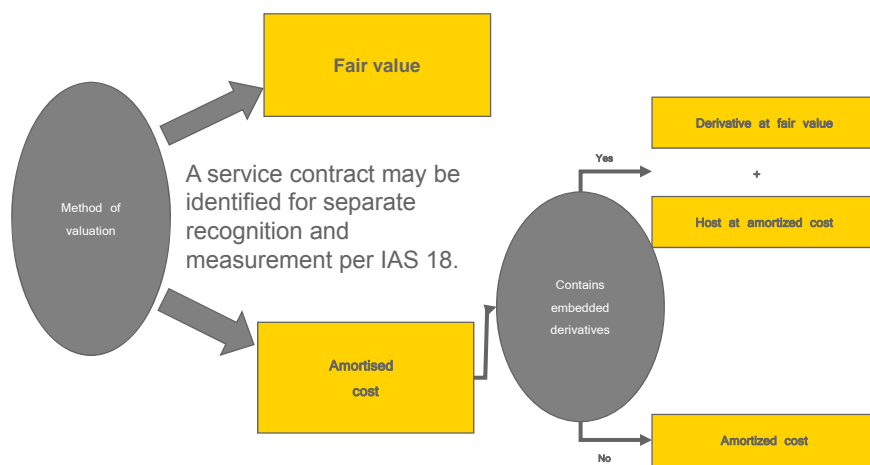 Fair value
Derivative at fair value
Yes
+
A service contract may be
identified for separate
recognition and
measurement per IAS 18.
Method of
valuation
Host at amortized cost
Contains
embedded
derivatives
Amortised
cost
Amortized cost
No